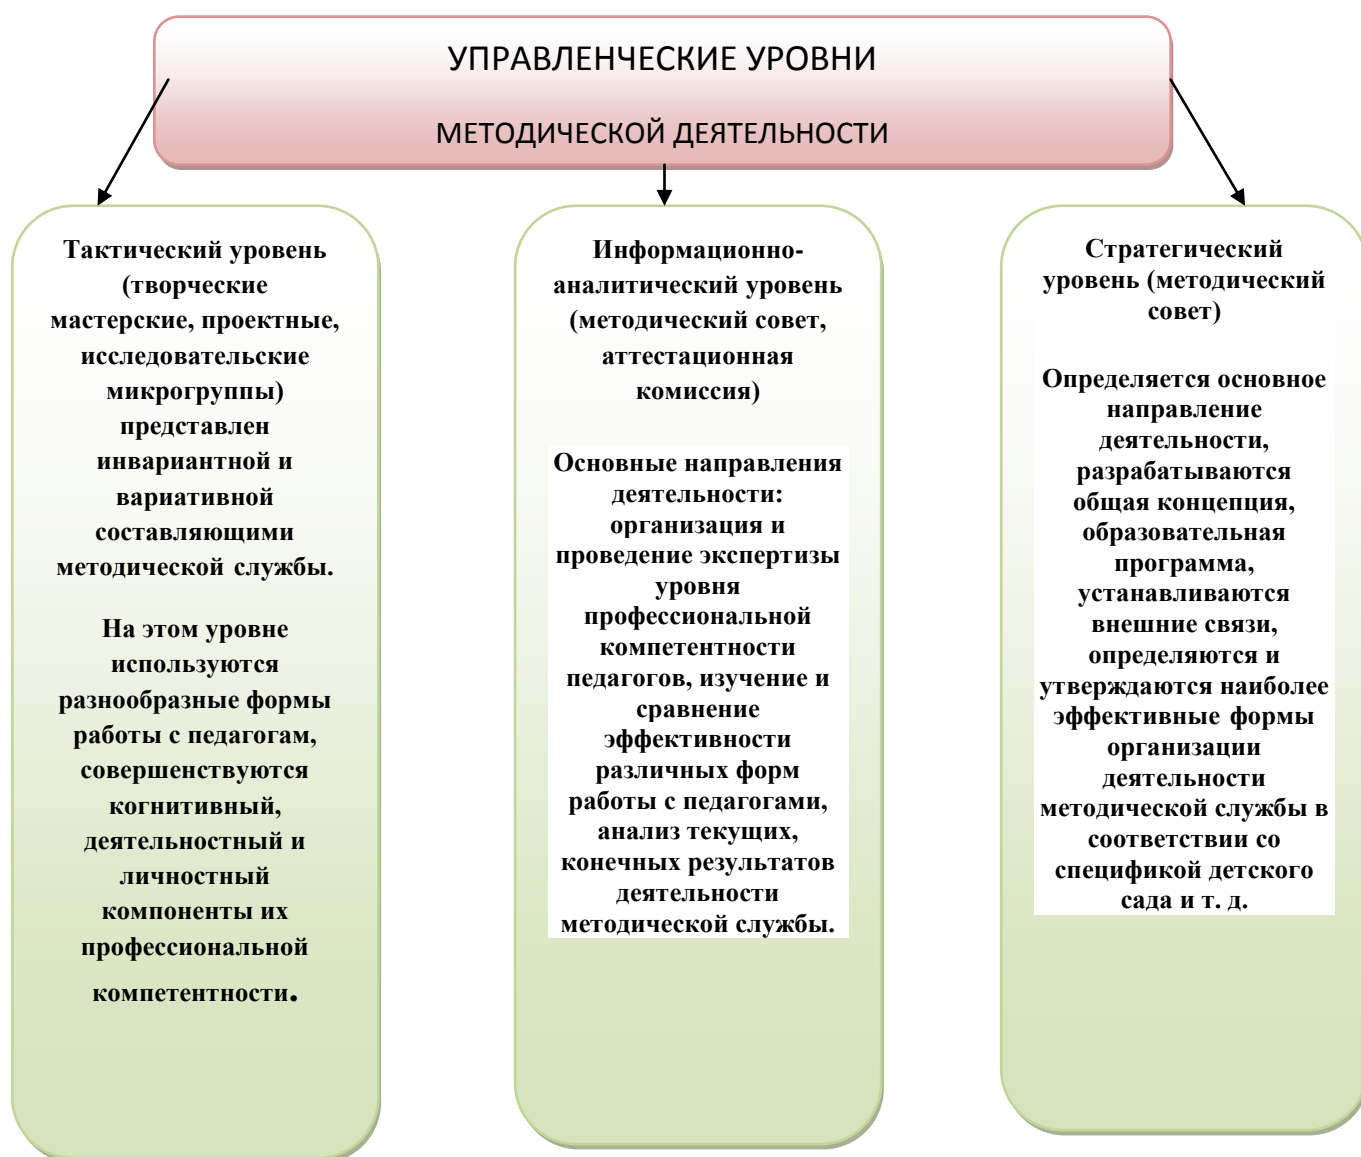 УПРАВЛЕНЧЕСКИЕ УРОВНИ
МЕТОДИЧЕСКОЙ ДЕЯТЕЛЬНОСТИ
Тактический уровень
(творческие
мастерские, проектные,
исследовательские
микрогруппы)
представлен
инвариантной и
вариативной
составляющими
методической службы.
На этом уровне
используются
разнообразные формы
работы с педагогам,
совершенствуются
когнитивный,
деятельностный и
личностный
компоненты их
профессиональной
компетентности.
Информационно-
аналитический уровень
(методический совет,
аттестационная
комиссия)
Основные направления
деятельности:
организация и
проведение экспертизы
уровня
профессиональной
компетентности
педагогов, изучение и
сравнение
эффективности
различных форм
работы с педагогами,
анализ текущих,
конечных результатов
деятельности
методической службы.
Стратегический
уровень (методический
совет)
Определяется основное
направление
деятельности,
разрабатываются
общая концепция,
образовательная
программа,
устанавливаются
внешние связи,
определяются и
утверждаются наиболее
эффективные формы
организации
деятельности
методической службы в
соответствии со
спецификой детского
сада и т. д.